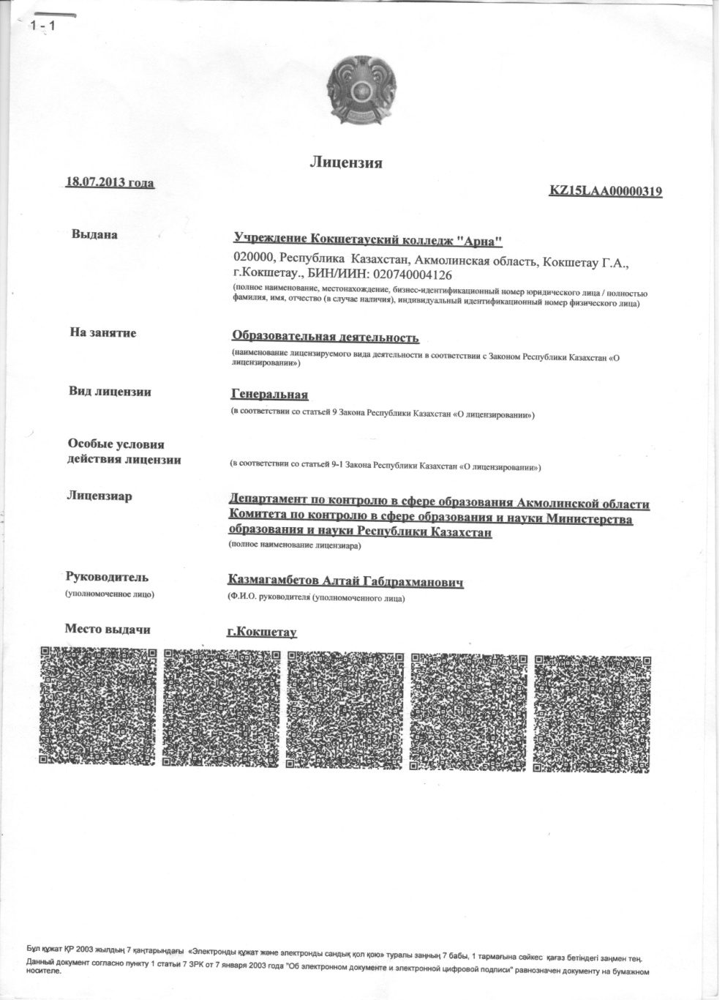 1 - 1
Лицензия
18.07.2013 года
KZ15LAA00000319
Выдана
Учреждение Кокшетауский колледж "Арна"
020000, Республика Казахстан, Акмолинская область, Кокшетау Г.А.,
г.Кокшетау., БИН/ИИН: 020740004126
(полное наименование, местонахождение, бизнес-идентификационный номер юридического лица / полностью
фамилия, имя, отчество (в случае наличия), индивидуальный идентификационный номер физического лица)
На занятие
Образовательная деятельность
(наименование лицензируемого вида деятельности в соответствии с Законом Республики Казахстан «О
лицензировании»)
Вид лицензии
Генеральная
(в соответствии со статьей 9 Закона Республики Казахстан «О лицензировании»)
Особые условия
действия лицензии
(в соответствии со статьей 9-1 Закона Республики Казахстан «О лицензировании»)
Лицензиар
Департамент по контролю в сфере образования Акмолинской области
Комитета по контролю в сфере образования и науки Министерства
образования и науки Республики Казахстан
(полное наименование лицензиара)
Руководитель
(уполномоченное лицо)
Казмагамбетов Алтай Габдрахманович
(Ф.И.О. руководителя (уполномоченного лица)
Место выдачи
г.Кокшетау
Бұл құжат ҚР 2003 жылдың 7 қаңтарындағы «Электронды құжат және электронды сандық қол қою» туралы заңның 7 бабы, 1 тармағына сәйкес қағаз бетіндегі заңмен тең.
Данный документ согласно пункту 1 статьи 7 ЗРК от 7 января 2003 года "Об электронном документе и электронной цифровой подписи" равнозначен документу на бумажном
носителе.